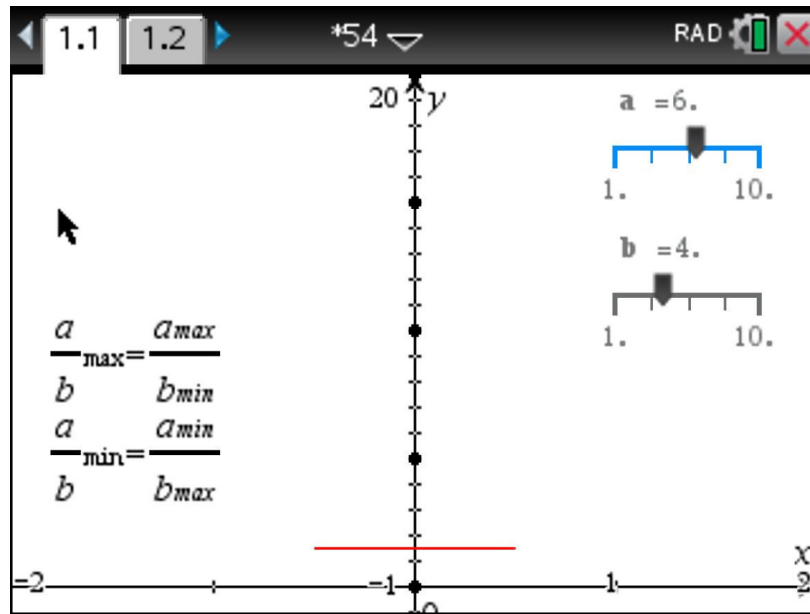 1.1 1.2 *54 RAD
20 y
a =6.
1. 10.
b =4.
1. 10.
a/b max= amax/bmin
a/b min= amin/bmax
x
-2 -1 1 2